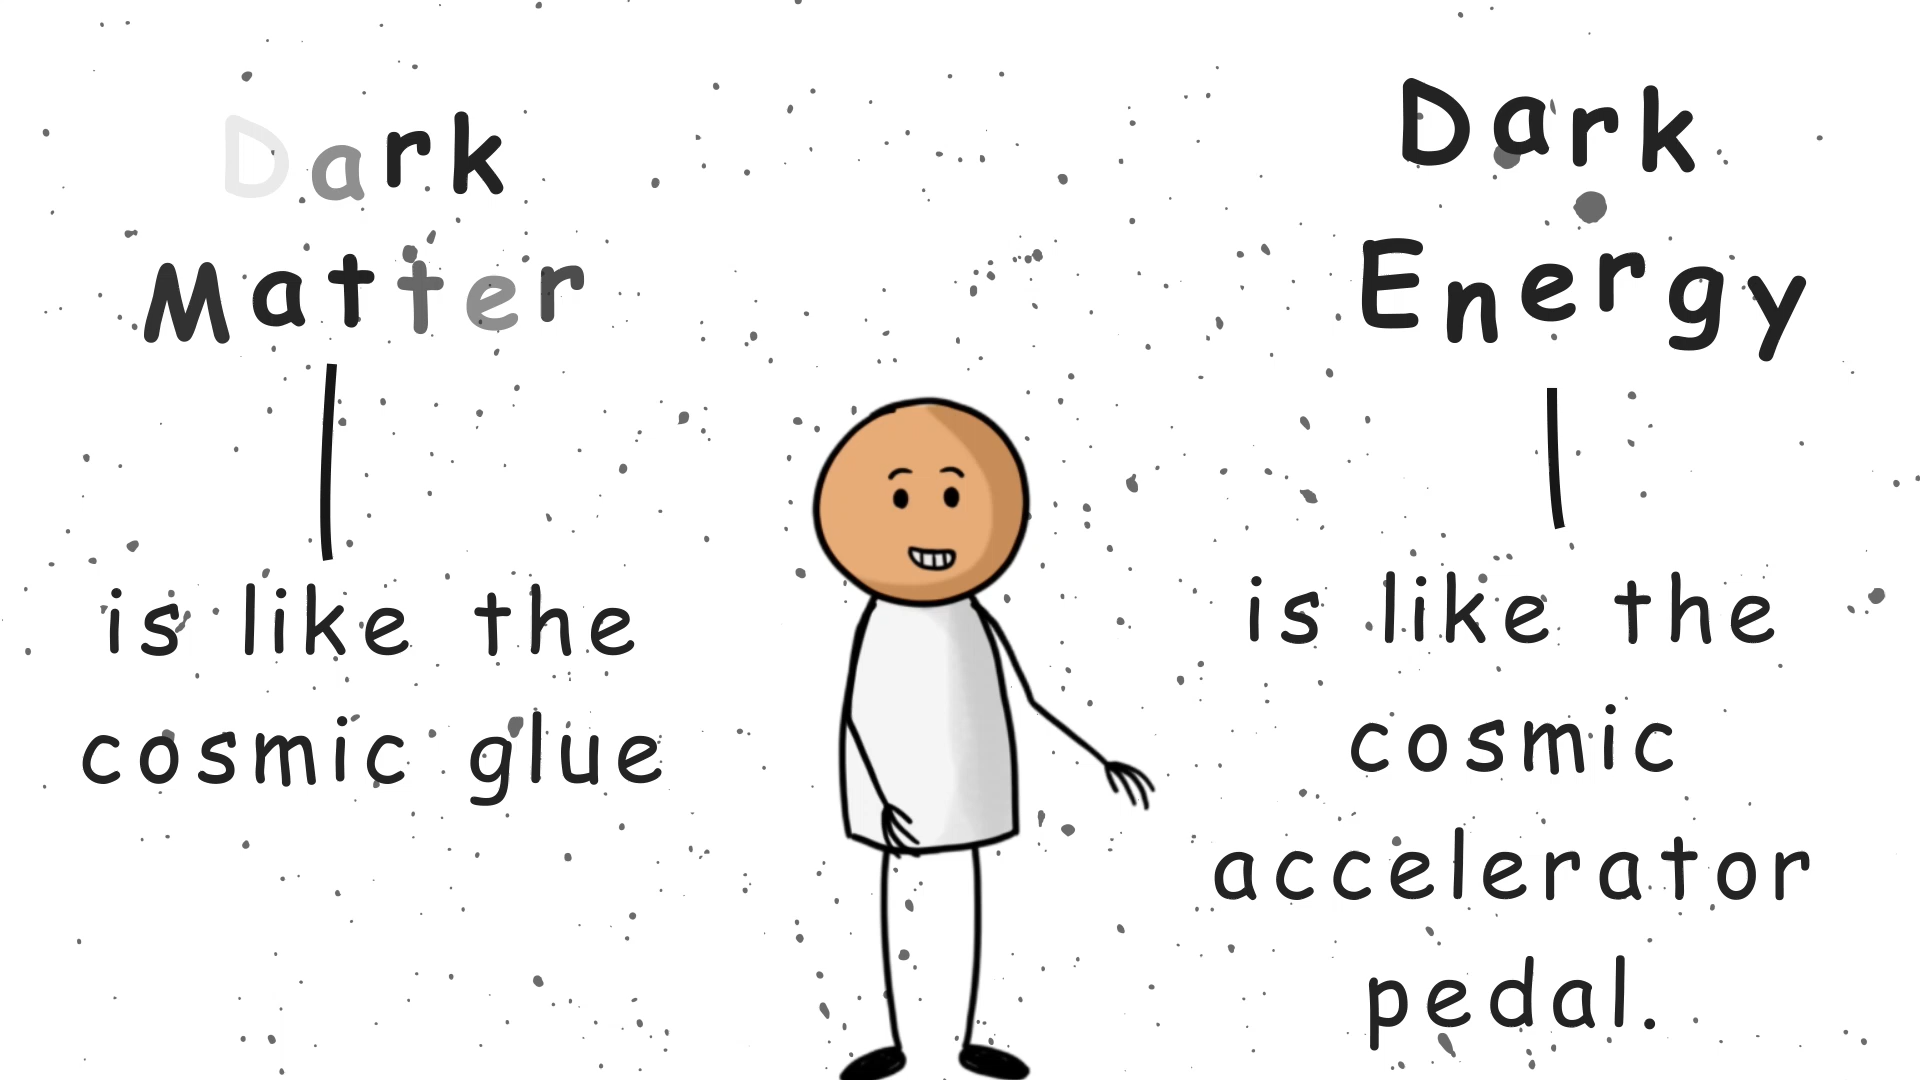 Dark
Matter
is like the
cosmic glue
Dark
Energy
is like the
cosmic
accelerator
pedal.